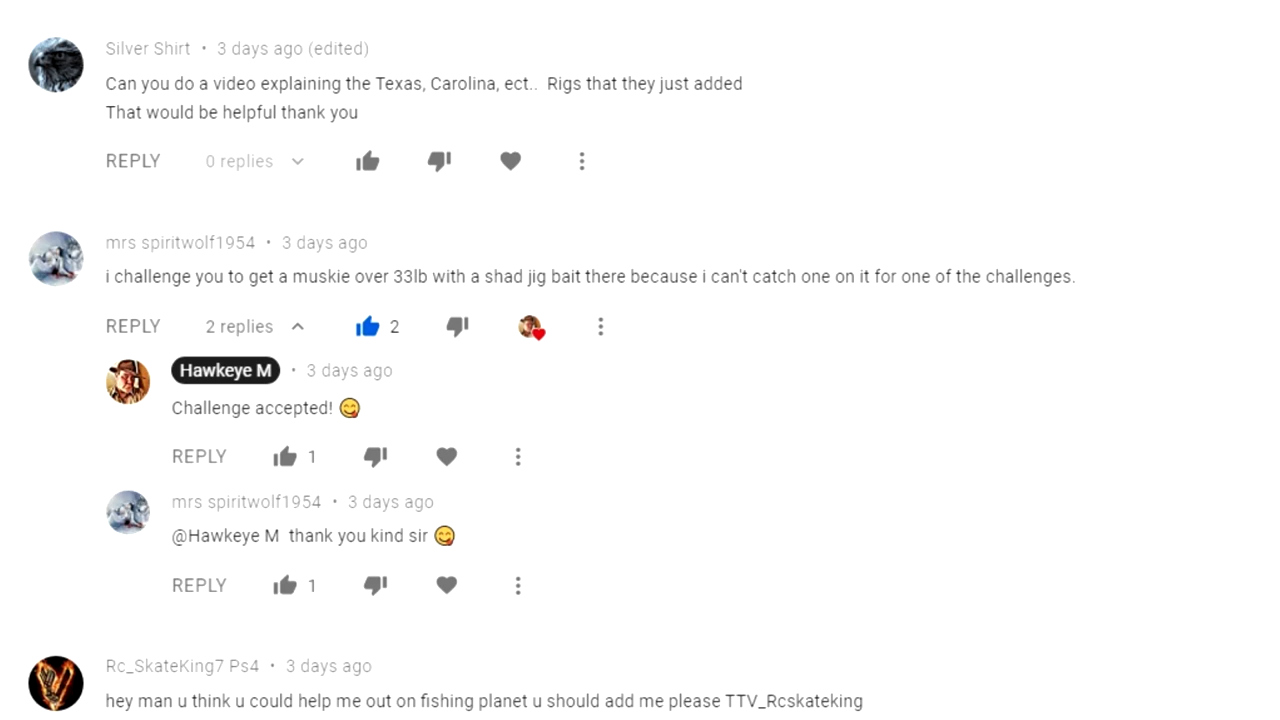 Silver Shirt • 3 days ago (edited)
Can you do a video explaining the Texas, Carolina, ect..  Rigs that they just added
That would be helpful thank you
REPLY 0 replies
mrs spiritwolf1954 • 3 days ago
i challenge you to get a muskie over 33lb with a shad jig bait there because i can't catch one on it for one of the challenges.
REPLY 2 replies 2
Hawkeye M • 3 days ago
Challenge accepted! 😋
REPLY 1
mrs spiritwolf1954 • 3 days ago
@Hawkeye M  thank you kind sir 😋
REPLY 1
Rc_SkateKing7 Ps4 • 3 days ago
hey man u think u could help me out on fishing planet u should add me please TTV_Rcskateking